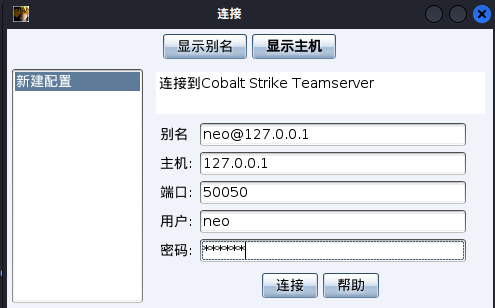 连接
显示别名 显示主机
新建配置
连接到Cobalt Strike Teamserver
别名 neo@127.0.0.1
主机: 127.0.0.1
端口: 50050
用户: neo
密码: ******
连接 帮助